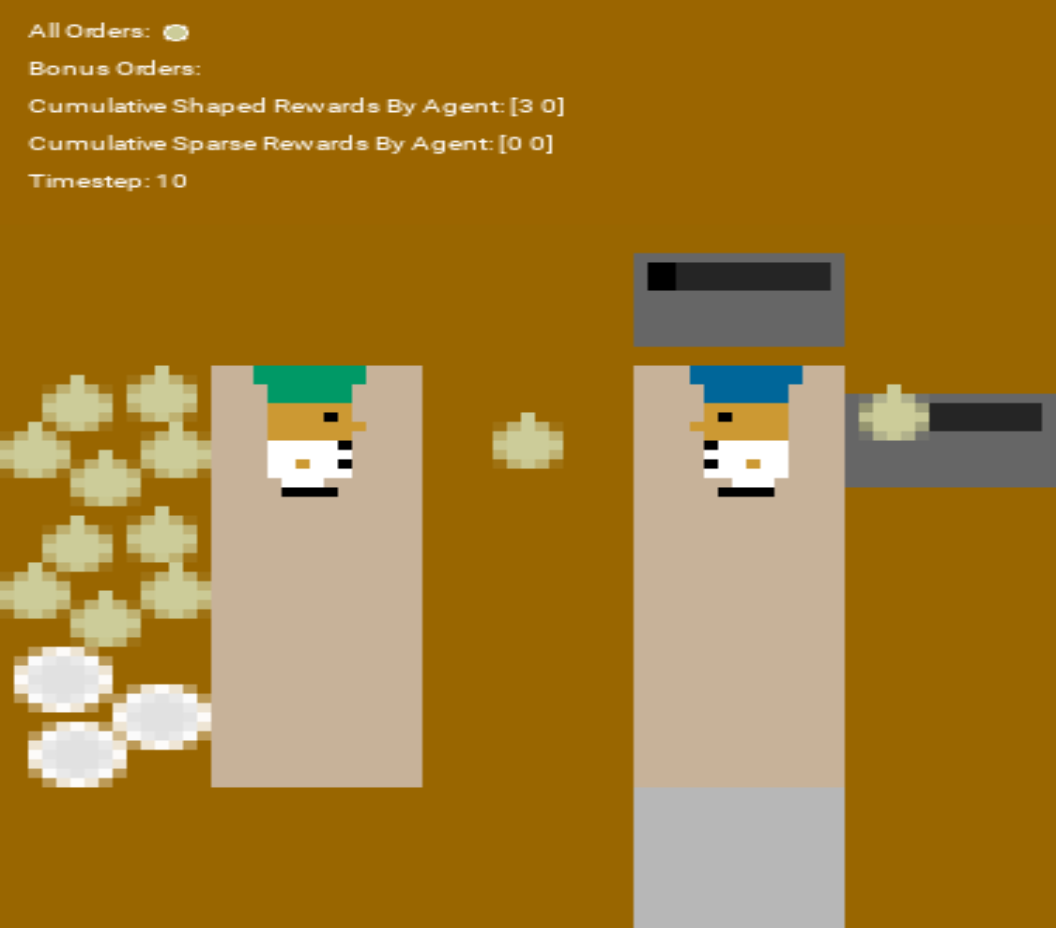 All Orders:
Bonus Orders:
Cumulative Shaped Rewards By Agent: [3 0]
Cumulative Sparse Rewards By Agent: [0 0]
Timestep: 10